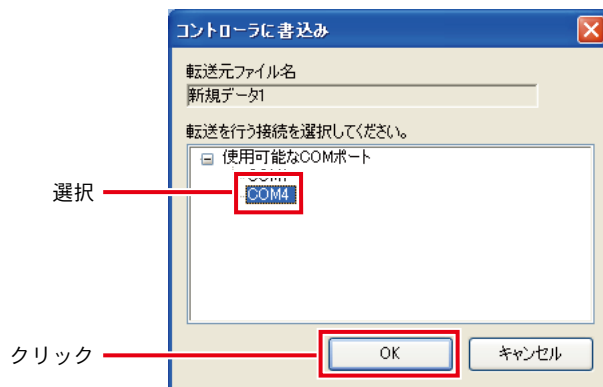 コントローラに書込み
転送元ファイル名
新規データ1
転送を行う接続を選択してください。
使用可能なCOMポート
COM4
選択
クリック
OK
キャンセル